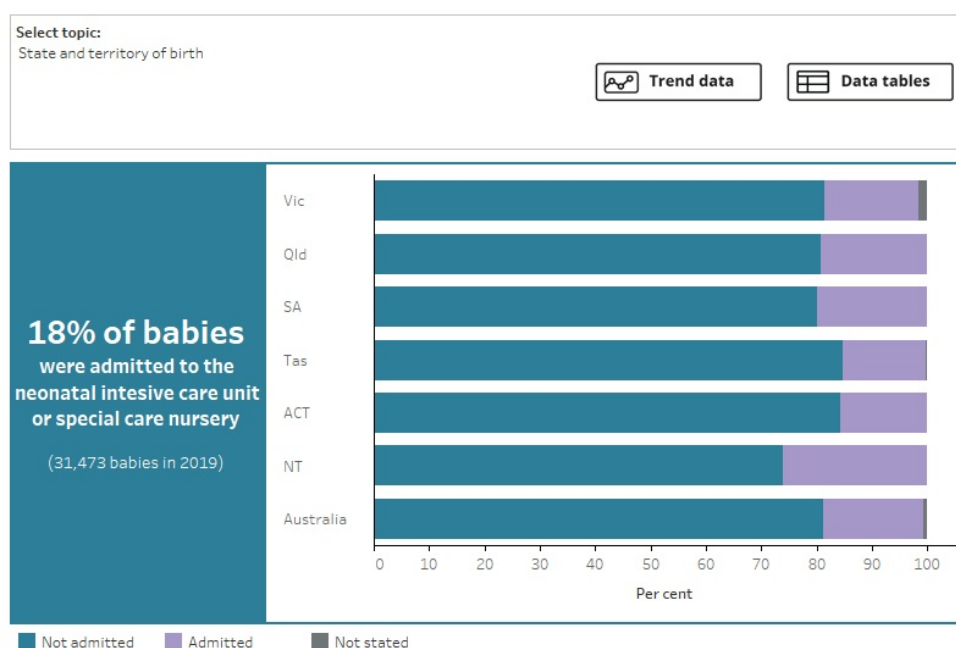 Select topic:
State and territory of birth
Trend data
Data tables
18% of babies
were admitted to the
neonatal intesive care unit
or special care nursery
(31,473 babies in 2019)
Vic
Qld
SA
Tas
ACT
NT
Australia
0 10 20 30 40 50 60 70 80 90 100
Per cent
Not admitted Admitted Not stated